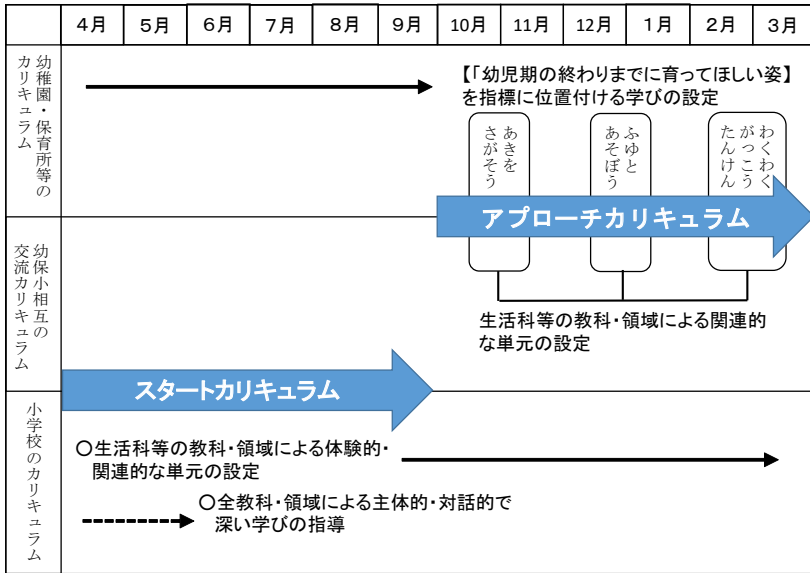 4月 5月 6月 7月 8月 9月 10月 11月 12月 1月 2月 3月
幼稚園・保育所等の
カリキュラム
【「幼児期の終わりまでに育ってほしい姿】
を指標に位置付ける学びの設定
あきを
さがそう
ふゆと
あそぼう
わくわく
がっこう
たんけん
アプローチカリキュラム
幼保小相互の
交流カリキュラム
生活科等の教科・領域による関連的
な単元の設定
スタートカリキュラム
小学校のカリキュラム
〇生活科等の教科・領域による体験的・
関連的な単元の設定
〇全教科・領域による主体的・対話的で
深い学びの指導